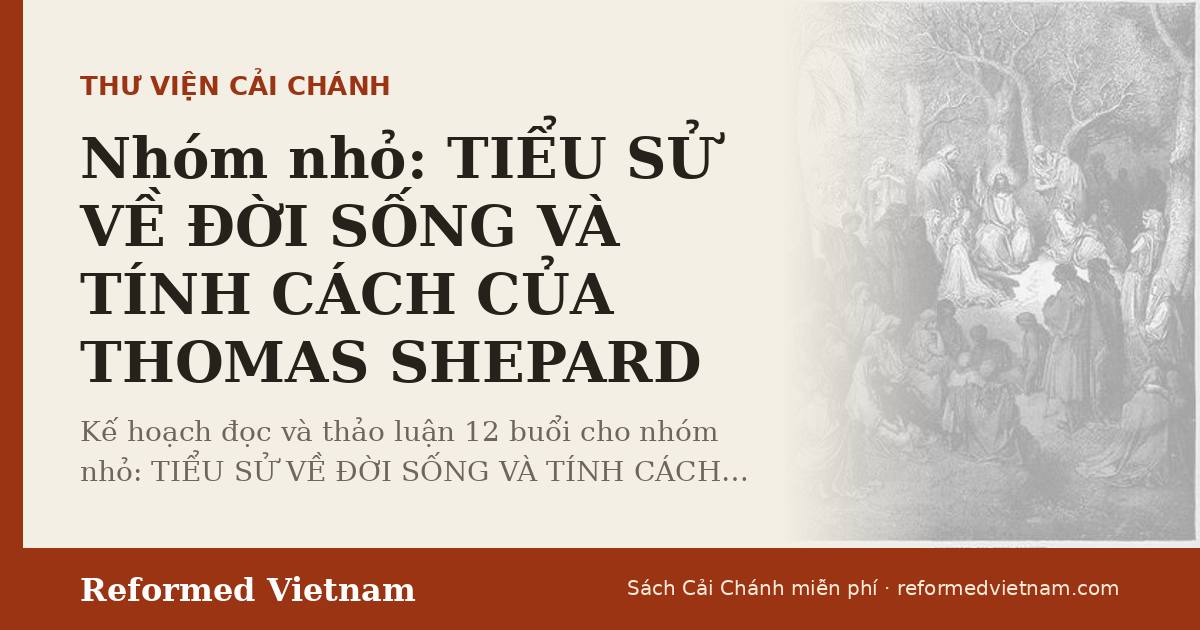 THƯ VIỆN CẢI CHÁNH
Nhóm nhỏ: TIỂU SỬ
VỀ ĐỜI SỐNG VÀ
TÍNH CÁCH CỦA
THOMAS SHEPARD
Kế hoạch đọc và thảo luận 12 buổi cho nhóm
nhỏ: TIỂU SỬ VỀ ĐỜI SỐNG VÀ TÍNH CÁCH...
Reformed Vietnam
Sách Cải Chánh miễn phí · reformedvietnam.com